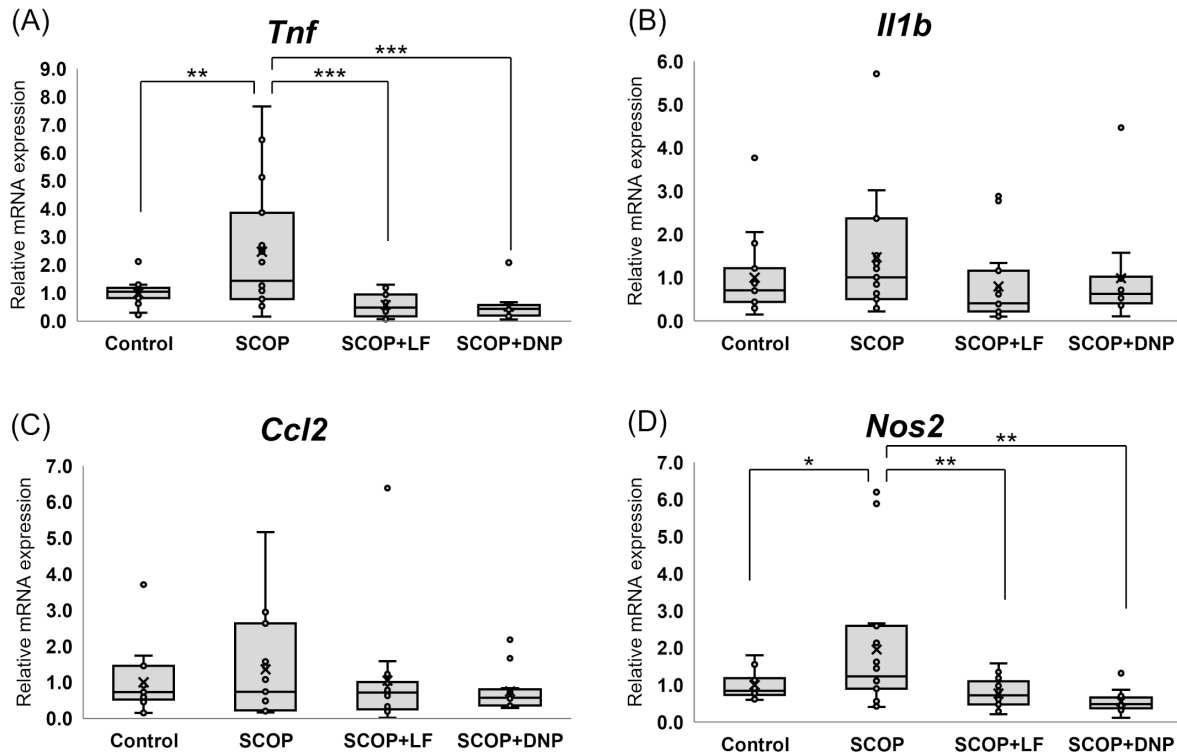 (A)
Tnf
Relative mRNA expression
9.0
8.0
7.0
6.0
5.0
4.0
3.0
2.0
1.0
0.0
**
***
***
Control SCOP SCOP+LF SCOP+DNP
(B)
Il1b
Relative mRNA expression
6.0
5.0
4.0
3.0
2.0
1.0
0.0
Control SCOP SCOP+LF SCOP+DNP
(C)
Ccl2
Relative mRNA expression
7.0
6.0
5.0
4.0
3.0
2.0
1.0
0.0
Control SCOP SCOP+LF SCOP+DNP
(D)
Nos2
Relative mRNA expression
7.0
6.0
5.0
4.0
3.0
2.0
1.0
0.0
*
**
**
Control SCOP SCOP+LF SCOP+DNP